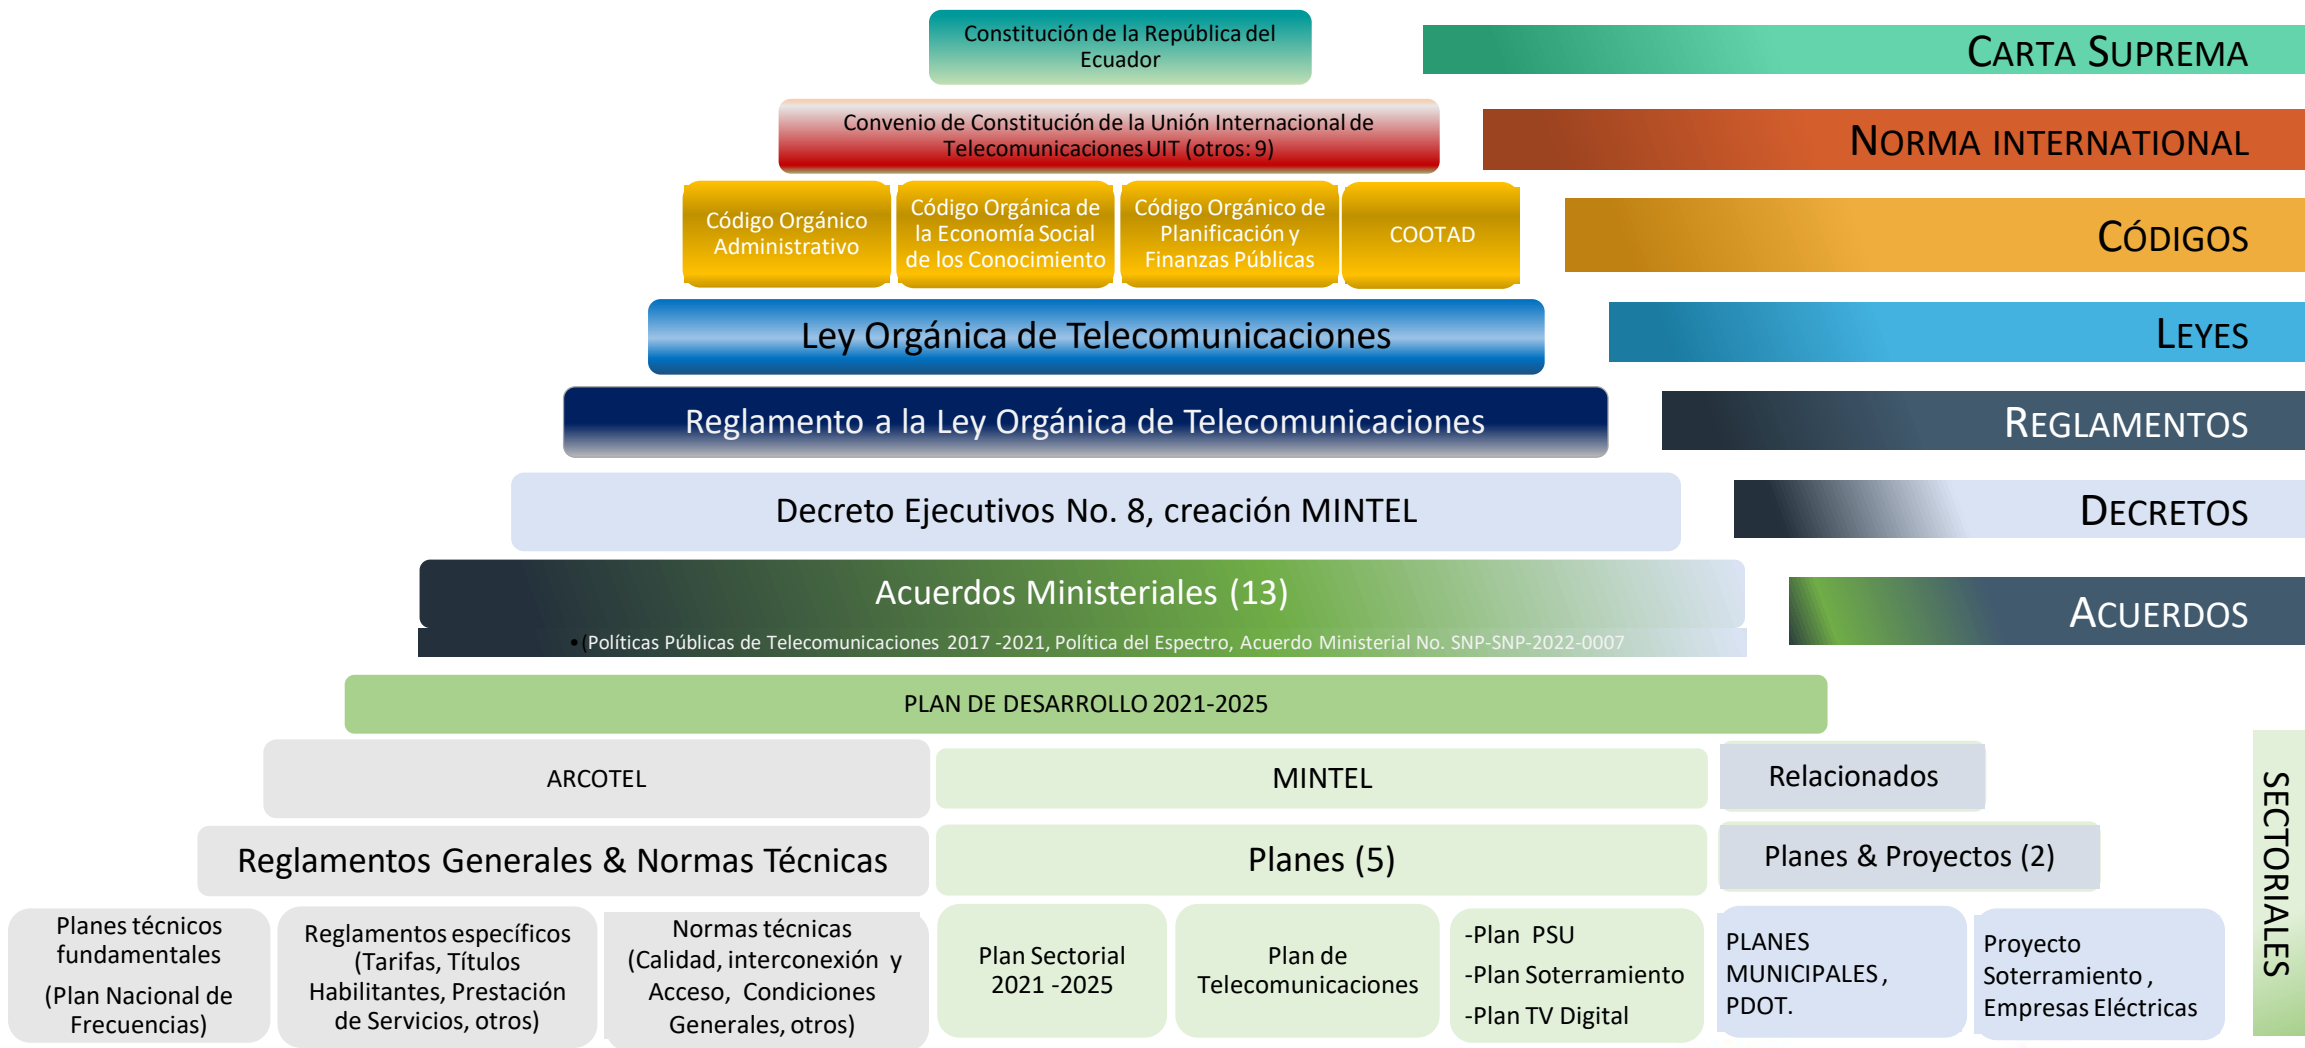 Constitución de la República del
Ecuador
CARTA SUPREMA
Convenio de Constitución de la Unión Internacional de
Telecomunicaciones UIT (otros: 9)
NORMA INTERNATIONAL
Código Orgánico
Administrativo
Código Orgánica de
la Economía Social
de los Conocimiento
Código Orgánico de
Planificación y
Finanzas Públicas
COOTAD
CÓDIGOS
Ley Orgánica de Telecomunicaciones
LEYES
Reglamento a la Ley Orgánica de Telecomunicaciones
REGLAMENTOS
Decreto Ejecutivos No. 8, creación MINTEL
DECRETOS
Acuerdos Ministeriales (13)
•(Políticas Públicas de Telecomunicaciones 2017 -2021, Política del Espectro, Acuerdo Ministerial No. SNP-SNP-2022-0007
ACUERDOS
PLAN DE DESARROLLO 2021-2025
ARCOTEL
MINTEL
Relacionados
Reglamentos Generales & Normas Técnicas
Planes (5)
Planes & Proyectos (2)
Planes técnicos
fundamentales
(Plan Nacional de
Frecuencias)
Reglamentos específicos
(Tarifas, Títulos
Habilitantes, Prestación
de Servicios, otros)
Normas técnicas
(Calidad, interconexión y
Acceso, Condiciones
Generales, otros)
Plan Sectorial
2021 -2025
Plan de
Telecomunicaciones
-Plan PSU
-Plan Soterramiento
-Plan TV Digital
PLANES
MUNICIPALES ,
PDOT.
Proyecto
Soterramiento ,
Empresas Eléctricas
SECTORIALES